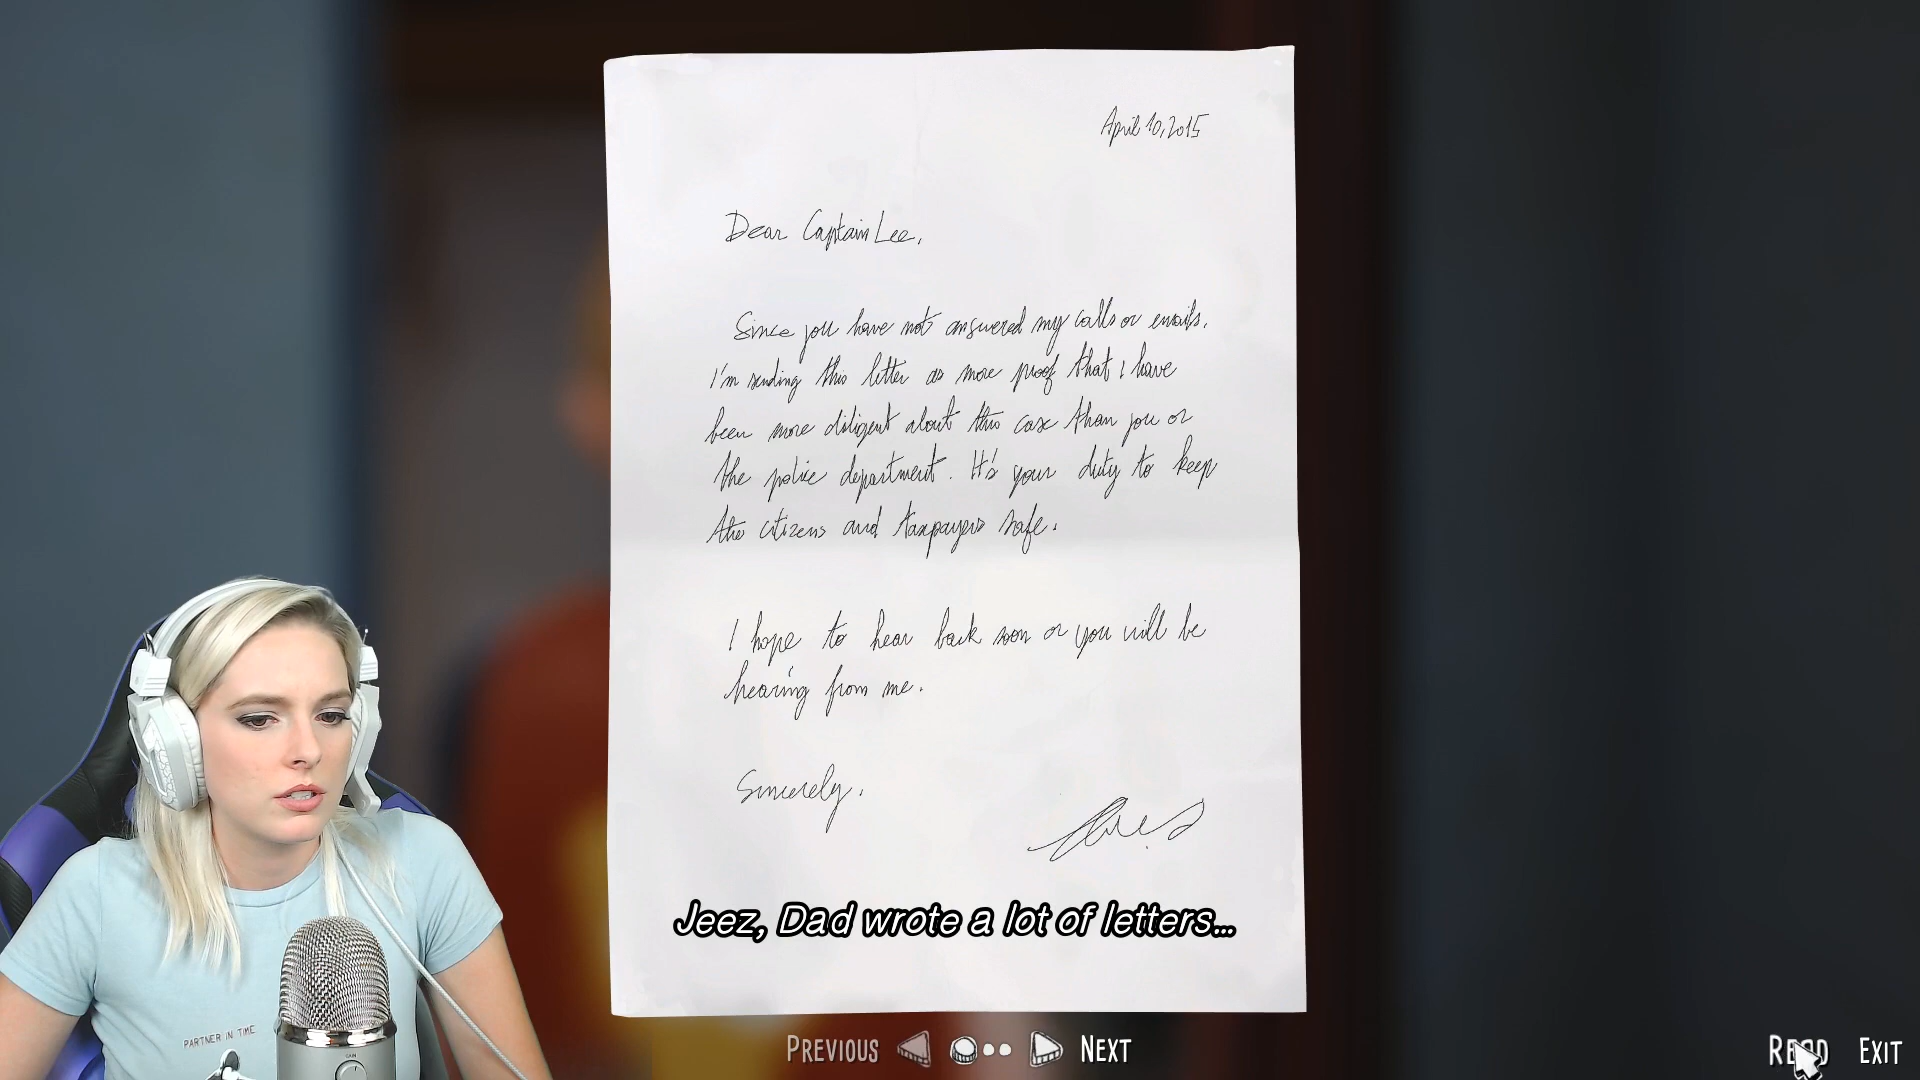 April 10, 2015
Dear Captain Lee,
Since you have not answered my calls or emails,
I'm sending this letter as more proof that I have
been more diligent about this case than you or
the police department. It's your duty to keep
the citizens and taxpayers safe.
I hope to hear back soon or you will be
hearing from me.
Sincerely,
Jeez, Dad wrote a lot of letters...
PARTNER IN TIME
GAIN
PREVIOUS NEXT
READ EXIT